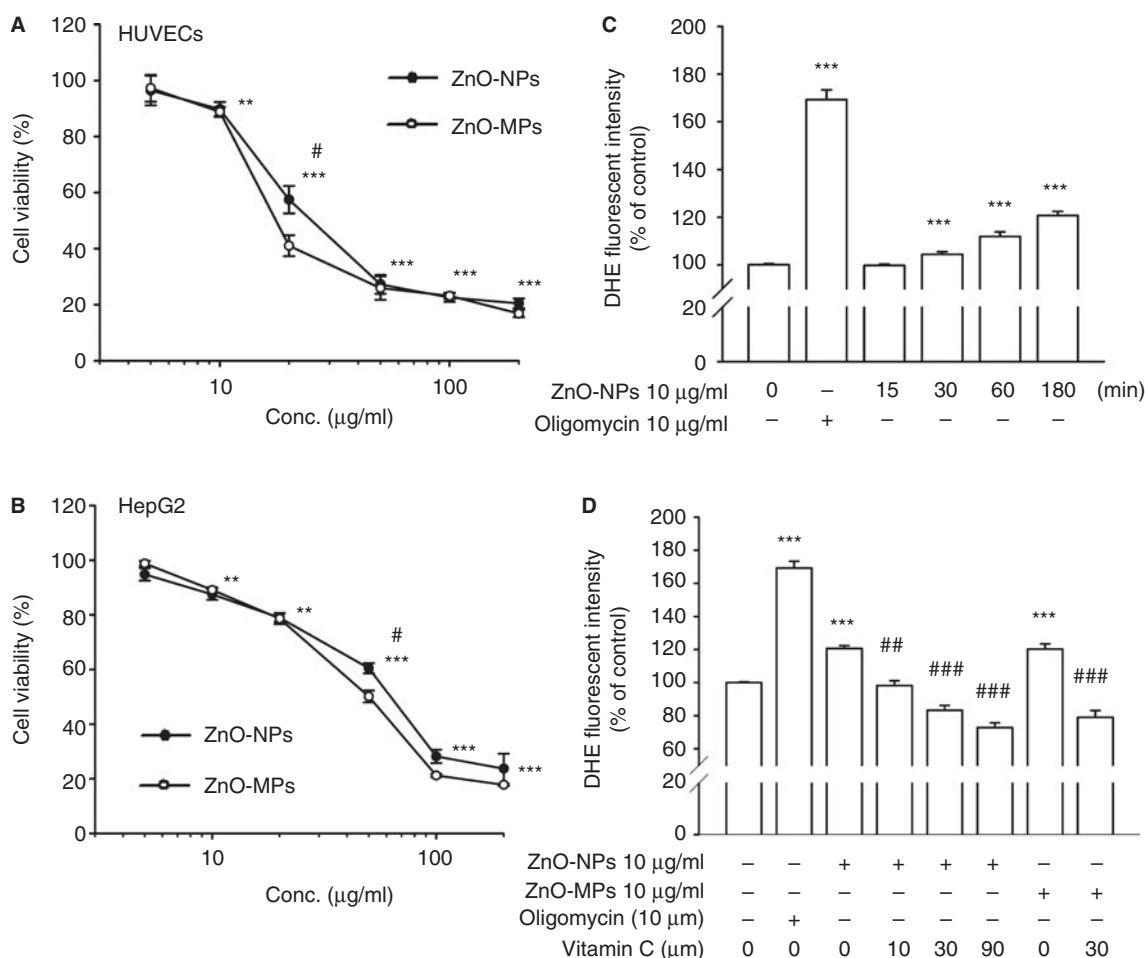 A
HUVECs
120
100
80
60
40
20
0
Cell viability (%)
**
#
***
***
***
***
ZnO-NPs
ZnO-MPs
10
100
Conc. (μg/ml)
C
200
180
160
140
120
100
20
0
DHE fluorescent intensity
(% of control)
***
***
***
***
ZnO-NPs 10 μg/ml 0 – 15 30 60 180 (min)
Oligomycin 10 μg/ml – + – – – –
B
HepG2
120
100
80
60
40
20
0
Cell viability (%)
**
**
#
***
***
***
ZnO-NPs
ZnO-MPs
10
100
Conc. (μg/ml)
D
200
180
160
140
120
100
80
60
20
0
DHE fluorescent intensity
(% of control)
***
***
##
###
###
***
###
ZnO-NPs 10 μg/ml – – + + + + – –
ZnO-MPs 10 μg/ml – – – – – – + +
Oligomycin (10 μm) – + – – – – – –
Vitamin C (μm) 0 0 0 10 30 90 0 30